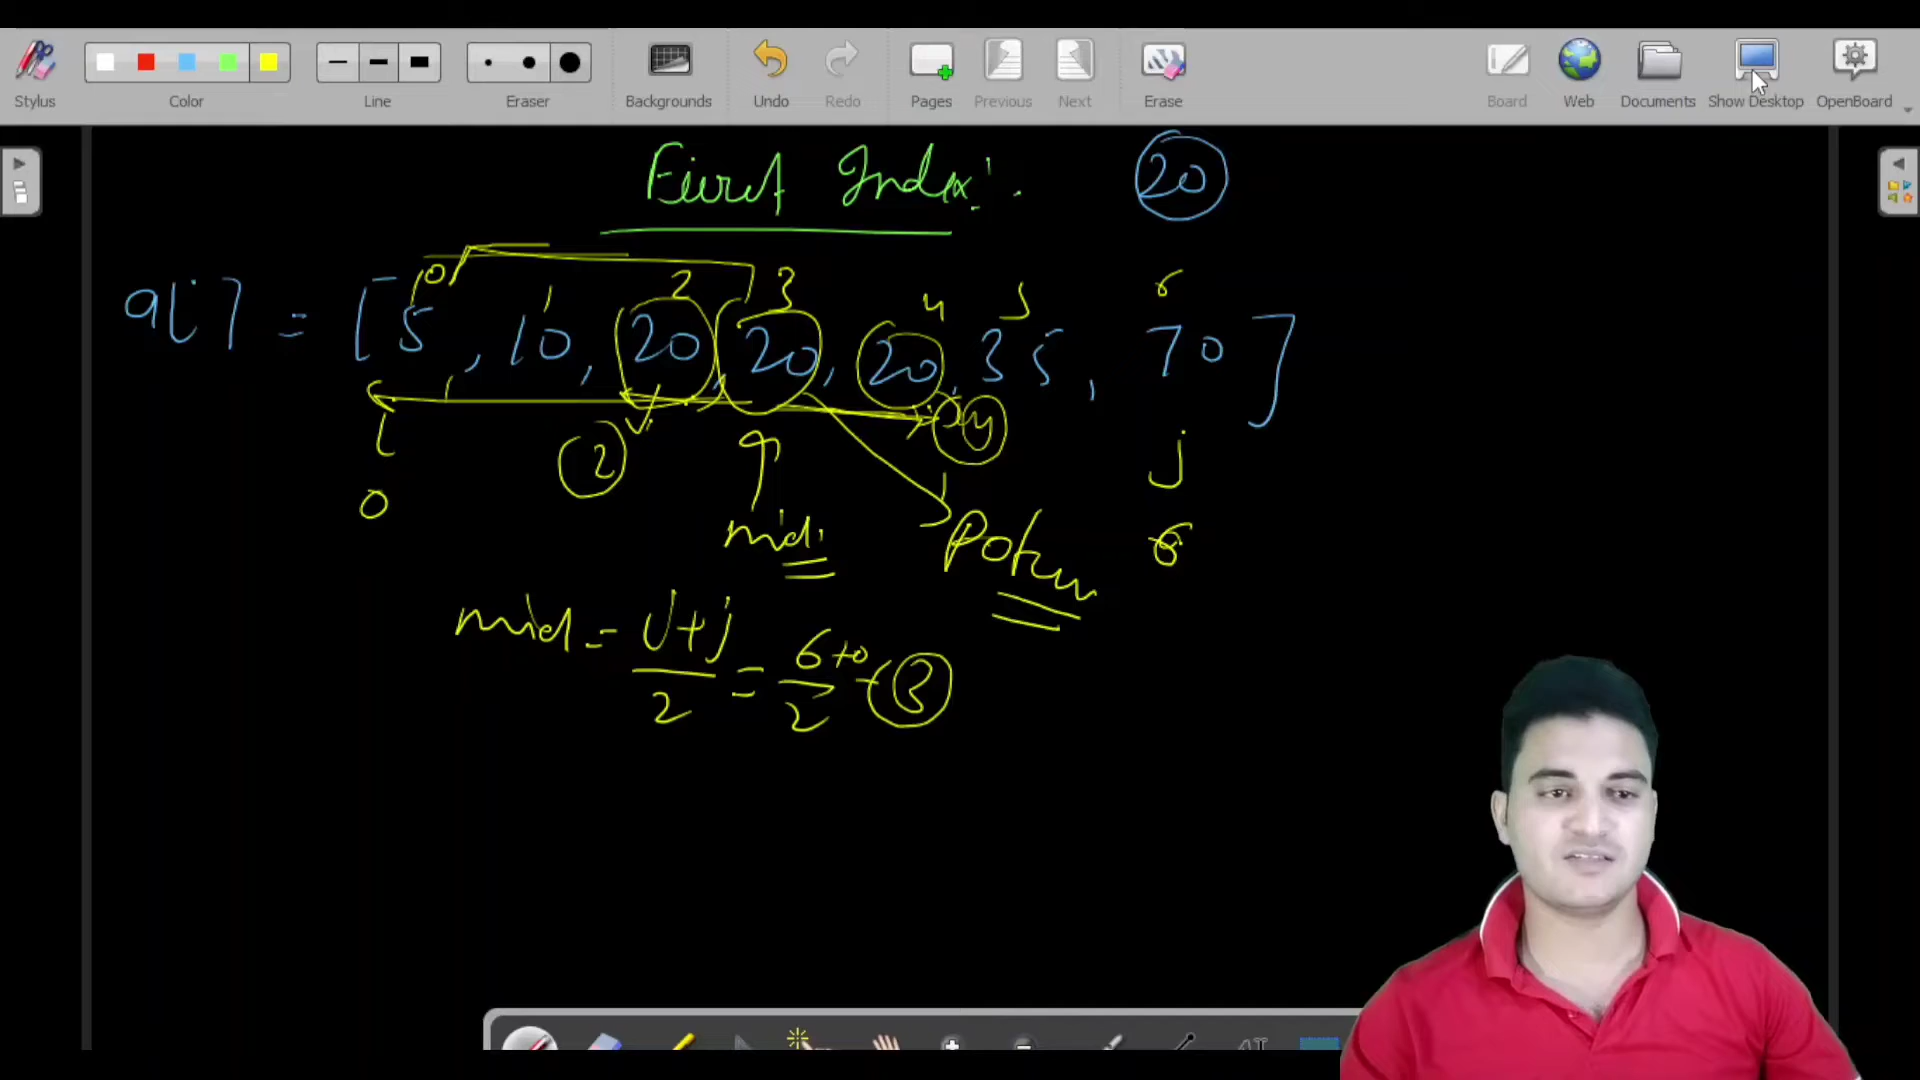 Stylus Color Line Eraser Backgrounds Undo Redo Pages Previous Next Erase Board Web Documents Show Desktop OpenBoard
First Index: 20
0 1 2 3 4 5 6
a[] = [5, 10, 20, 20, 20, 35, 70]
2 mid 4 j
i
0 Poten 6
mid = i+j/2 = 6+0/2 = 3